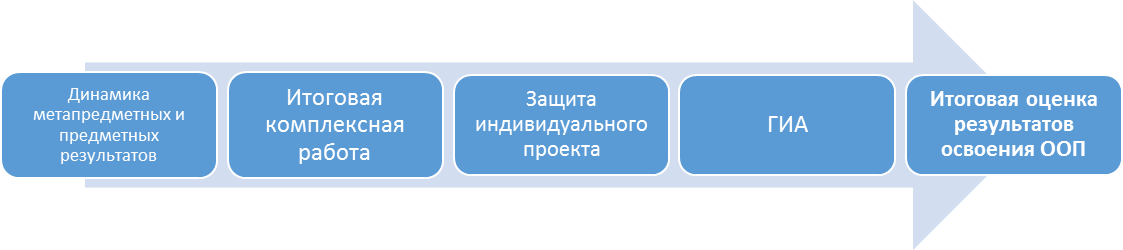 Динамика
метапредметных и
предметных
результатов
Итоговая
комплексная
работа
Защита
индивидуального
проекта
ГИА
Итоговая оценка
результатов
освоения ООП